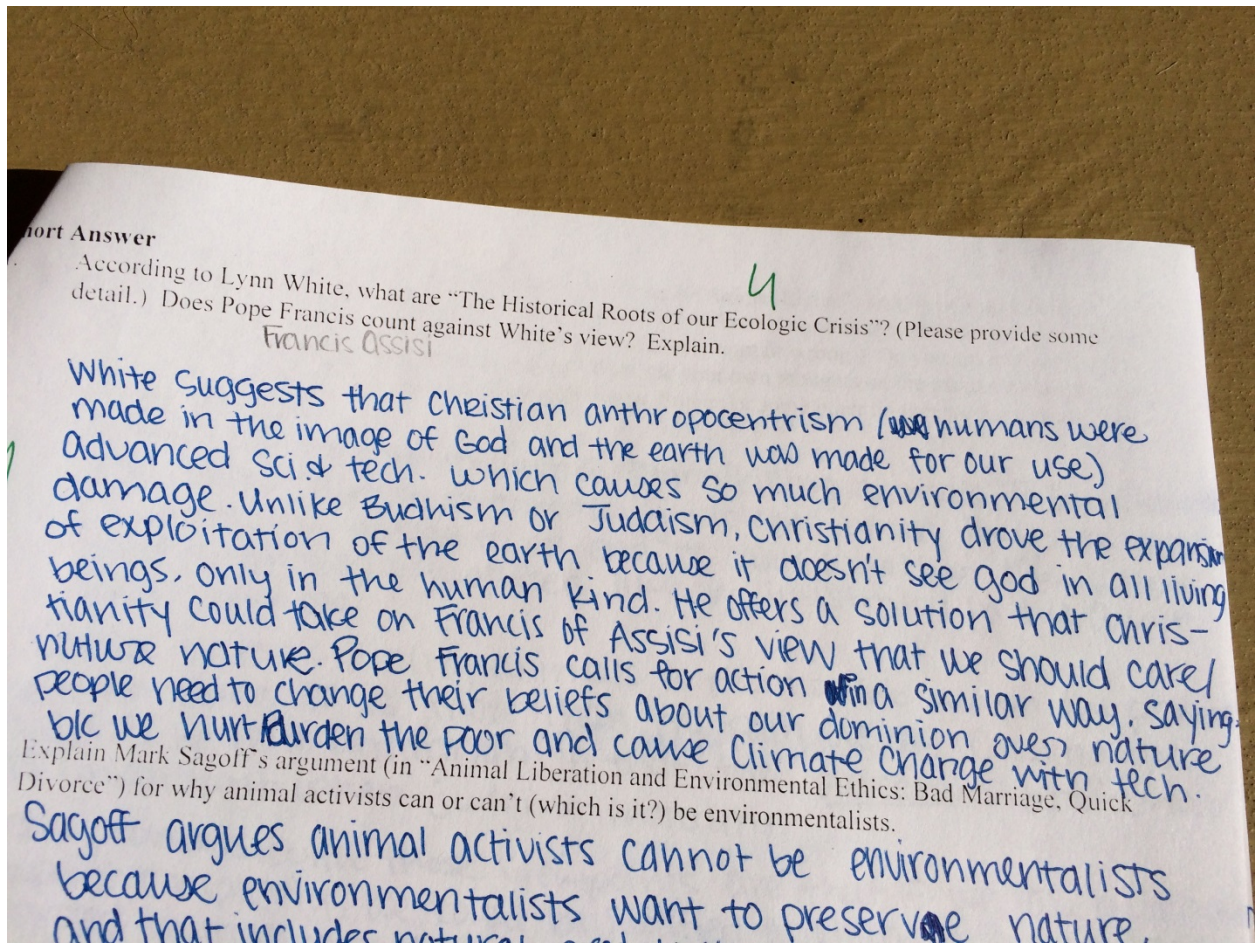 hort Answer
4
According to Lynn White, what are “The Historical Roots of our Ecologic Crisis”? (Please provide some
detail.) Does Pope Francis count against White’s view? Explain.
Francis Assisi
White suggests that Christian anthropocentrism (humans were
made in the image of God and the earth was made for our use)
advanced sci & tech. which causes so much environmental
damage. Unlike Budhism or Judaism, Christianity drove the expansion
of exploitation of the earth because it doesn't see god in all living
beings, only in the human kind. He offers a solution that chris-
tianity could take on Francis of Assisi's view that we should care/
nuture nature. Pope Francis calls for action in a similar way, saying
people need to change their beliefs about our dominion over nature
b/c we hurt/burden the poor and cause Climate Change with tech.
Explain Mark Sagoff’s argument (in “Animal Liberation and Environmental Ethics: Bad Marriage, Quick
Divorce”) for why animal activists can or can’t (which is it?) be environmentalists.
Sagoff argues animal activists cannot be environmentalists
because environmentalists want to preserve nature,
and that includes natural